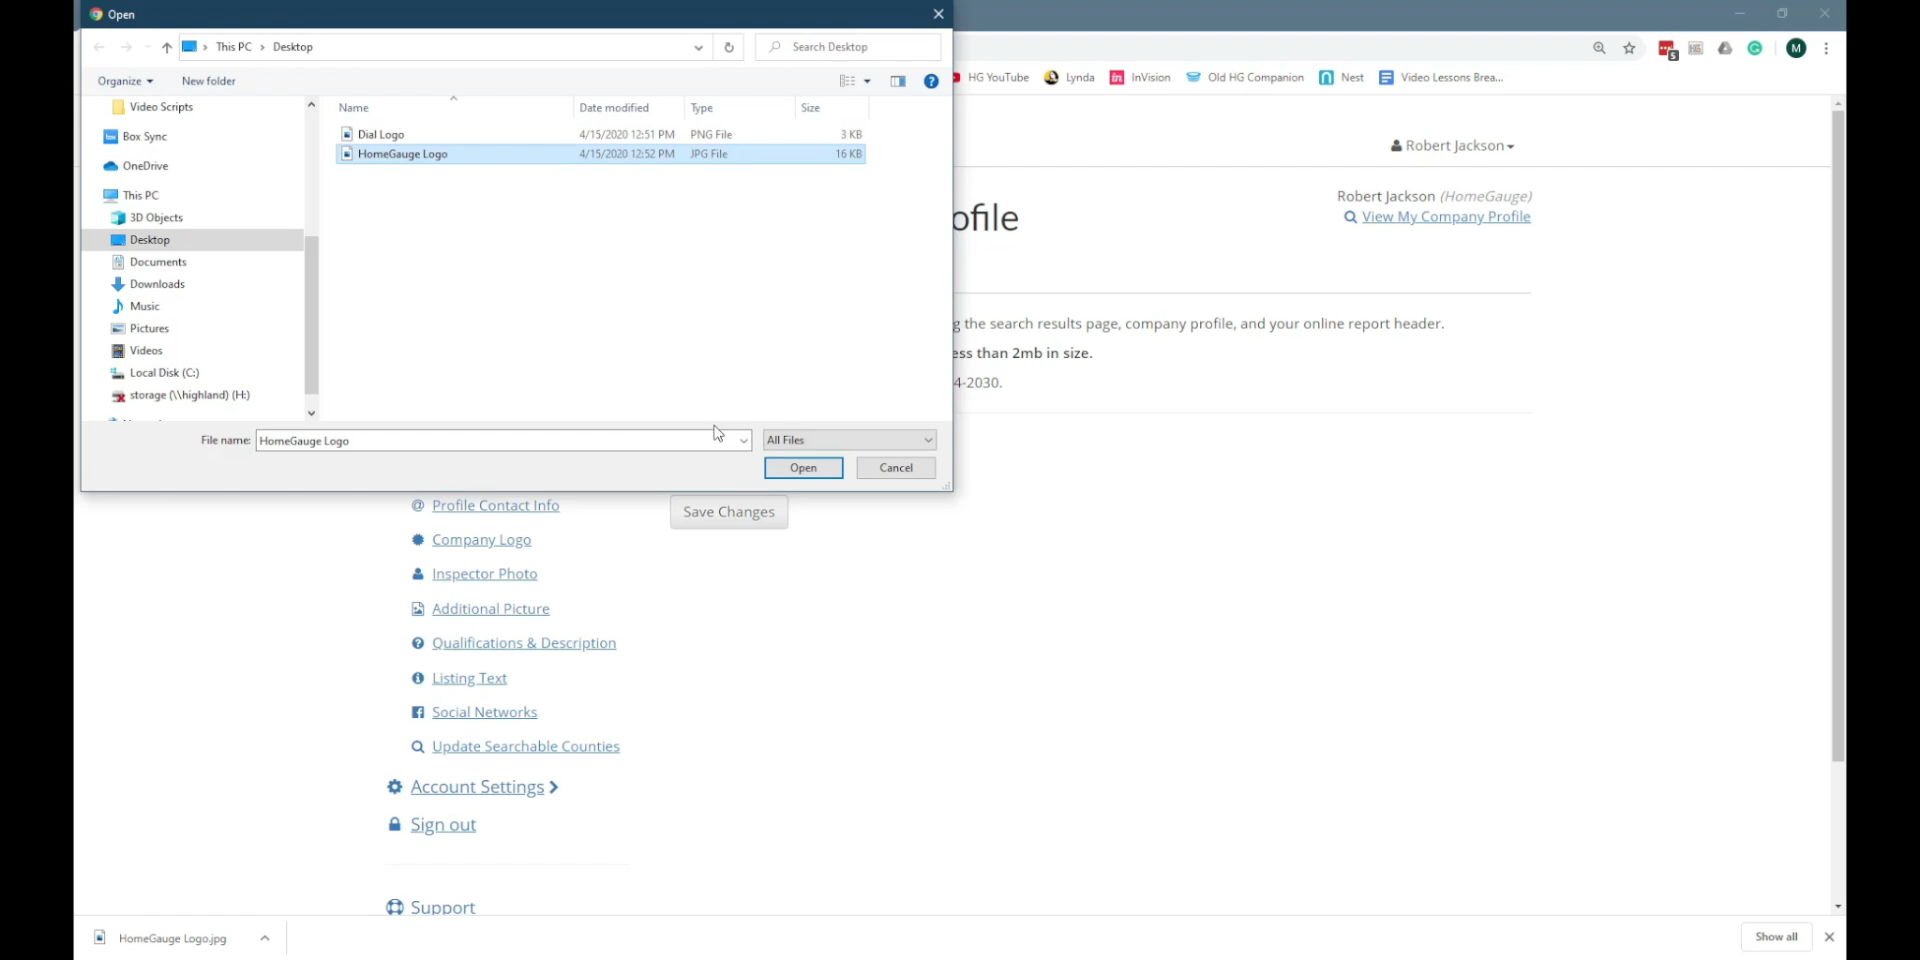 Open
This PC > Desktop
Search Desktop
Organize
New folder
Video Scripts
Box Sync
OneDrive
This PC
3D Objects
Desktop
Documents
Downloads
Music
Pictures
Videos
Local Disk (C:)
storage (\\highland) (H:)
Name
Date modified
Type
Size
Dial Logo
4/15/2020 12:51 PM
PNG File
3 KB
HomeGauge Logo
4/15/2020 12:52 PM
JPG File
16 KB
File name:
HomeGauge Logo
All Files
Open
Cancel
5
M
HG YouTube
Lynda
in
InVision
Old HG Companion
Nest
Video Lessons Brea...
Robert Jackson
Robert Jackson (HomeGauge)
View My Company Profile
ofile
g the search results page, company profile, and your online report header.
ess than 2mb in size.
4-2030.
Save Changes
Profile Contact Info
Company Logo
Inspector Photo
Additional Picture
Qualifications & Description
Listing Text
Social Networks
Update Searchable Counties
Account Settings
Sign out
Support
HomeGauge Logo.jpg
Show all